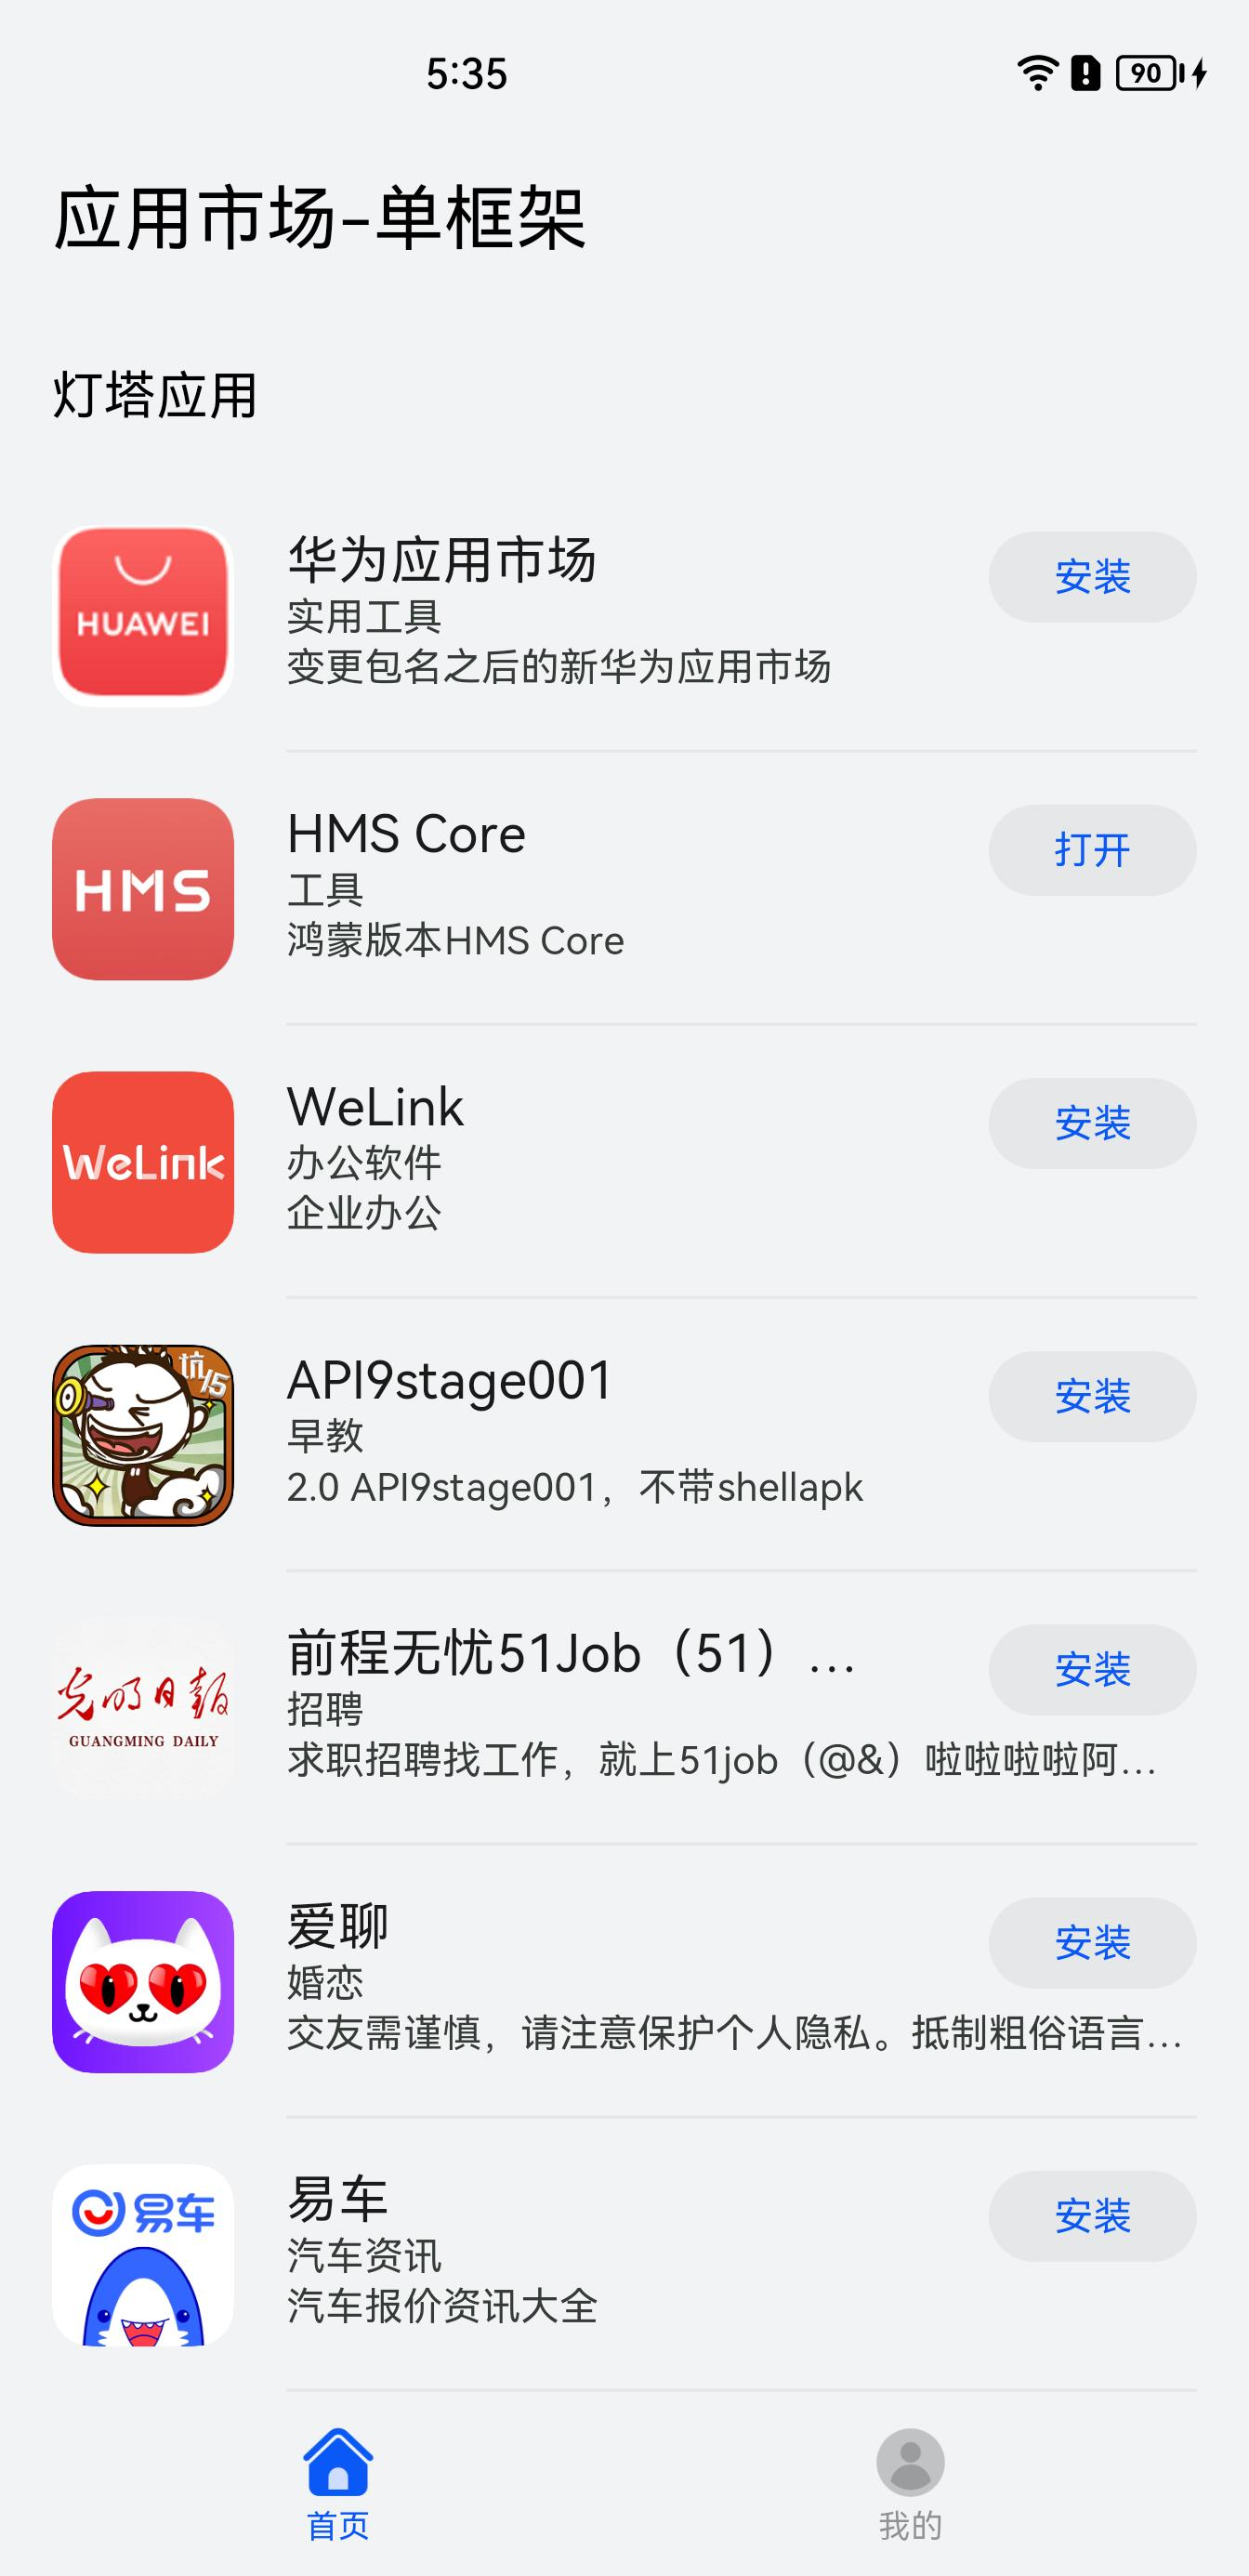 5:35
90
应用市场-单框架
灯塔应用
HUAWEI
华为应用市场
安装
实用工具
变更包名之后的新华为应用市场
HMS
HMS Core
打开
工具
鸿蒙版本HMS Core
WeLink
WeLink
安装
办公软件
企业办公
坑15
API9stage001
安装
早教
2.0 API9stage001，不带shellapk
光明日報
GUANGMING DAILY
前程无忧51Job（51）...
安装
招聘
求职招聘找工作，就上51job（@&）啦啦啦啦阿...
爱聊
安装
婚恋
交友需谨慎，请注意保护个人隐私。抵制粗俗语言...
易车
易车
安装
汽车资讯
汽车报价资讯大全
首页
我的